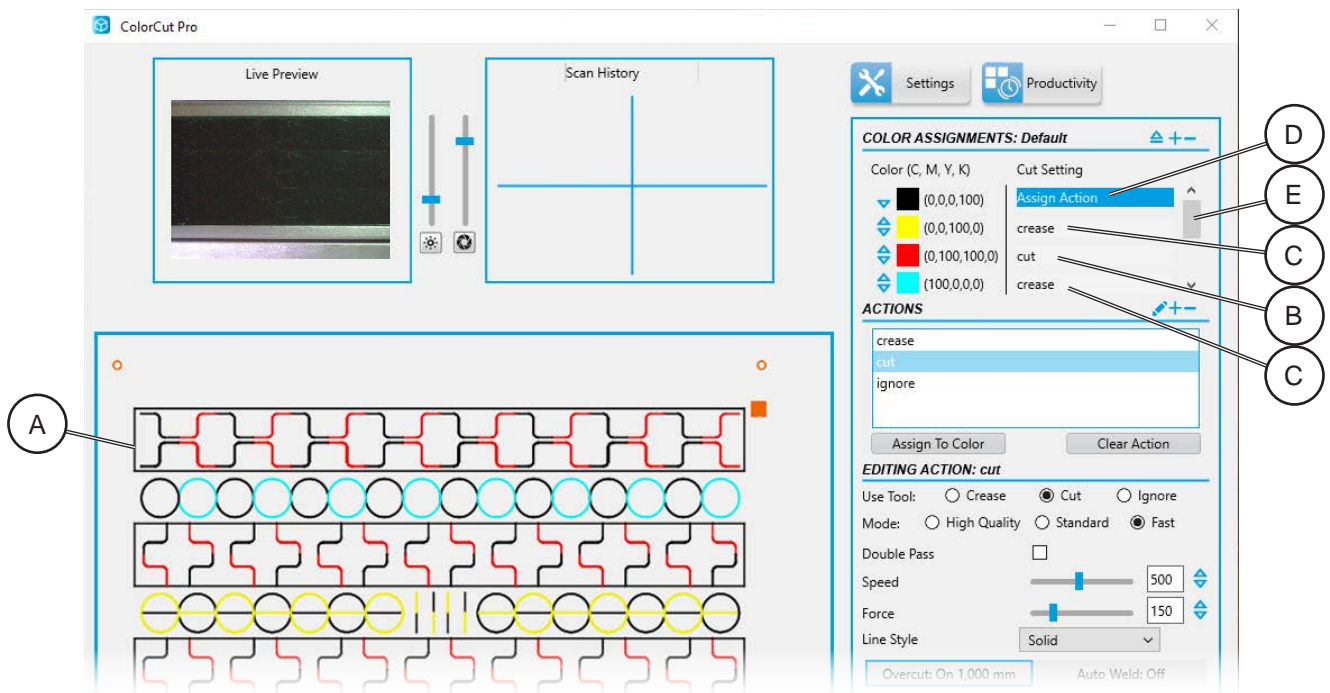 ColorCut Pro
Live Preview
Scan History
Settings
Productivity
COLOR ASSIGNMENTS: Default
Color (C, M, Y, K) Cut Setting
(0,0,0,100) Assign Action
(0,0,100,0) crease
(0,100,100,0) cut
(100,0,0,0) crease
ACTIONS
crease
cut
ignore
Assign To Color Clear Action
EDITING ACTION: cut
Use Tool: Crease Cut Ignore
Mode: High Quality Standard Fast
Double Pass
Speed 500
Force 150
Line Style Solid
Overcut: On 1,000 mm Auto Weld: Off
A
D
E
C
B
C